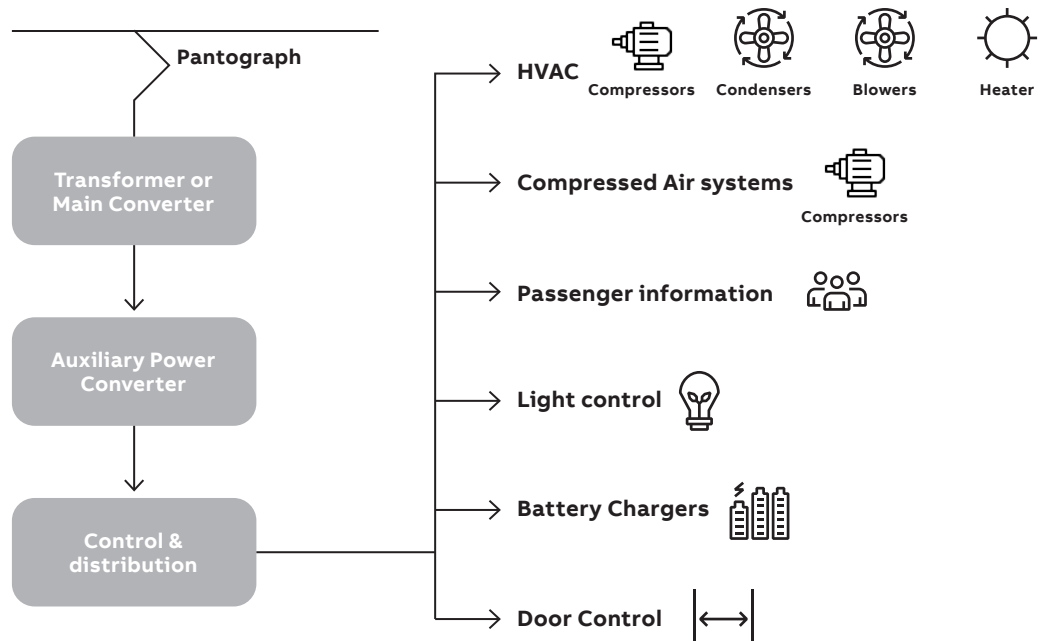 Pantograph
Transformer or
Main Converter
Auxiliary Power
Converter
Control &
distribution
HVAC
Compressors
Condensers
Blowers
Heater
Compressed Air systems
Compressors
Passenger information
Light control
Battery Chargers
Door Control